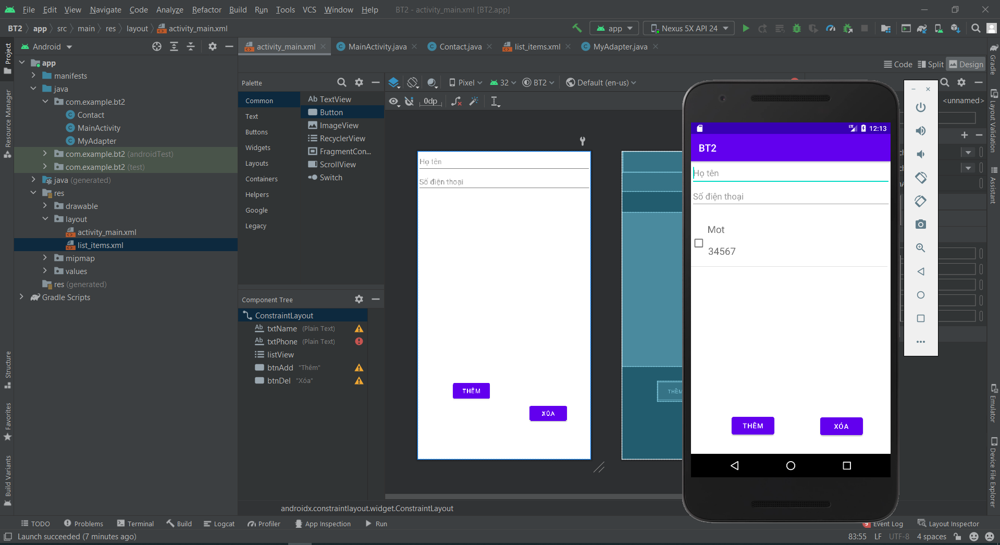 File Edit View Navigate Code Analyze Refactor Build Run Tools VCS Window Help BT2 - activity_main.xml [BT2.app]
BT2 app src main res layout activity_main.xml app Nexus 5X API 24
Project
Resource Manager
Structure
Favorites
Build Variants
Android
app
manifests
java
com.example.bt2
Contact
MainActivity
MyAdapter
com.example.bt2 (androidTest)
com.example.bt2 (test)
java (generated)
res
drawable
layout
activity_main.xml
list_items.xml
mipmap
values
res (generated)
Gradle Scripts
activity_main.xml MainActivity.java Contact.java list_items.xml MyAdapter.java
Code Split Design
Palette
Common
Text
Buttons
Widgets
Layouts
Containers
Helpers
Google
Legacy
Ab TextView
Button
ImageView
RecyclerView
FragmentCon...
ScrollView
Switch
Component Tree
ConstraintLayout
Ab txtName (Plain Text)
Ab txtPhone (Plain Text)
listView
btnAdd "Thêm"
btnDel "Xóa"
Pixel 32 BT2 Default (en-us)
0dp
Họ tên
Số điện thoại
THÊM
XÓA
THÊM
LTE 12:13
BT2
Họ tên
Số điện thoại
Mot
34567
THÊM XÓA
<unnamed>
Gradle
Layout Validation
Assistant
Emulator
Device File Explorer
androidx.constraintlayout.widget.ConstraintLayout
TODO Problems Terminal Build Logcat Profiler App Inspection Run 9 Event Log Layout Inspector
Launch succeeded (7 minutes ago) 83:55 LF UTF-8 4 spaces